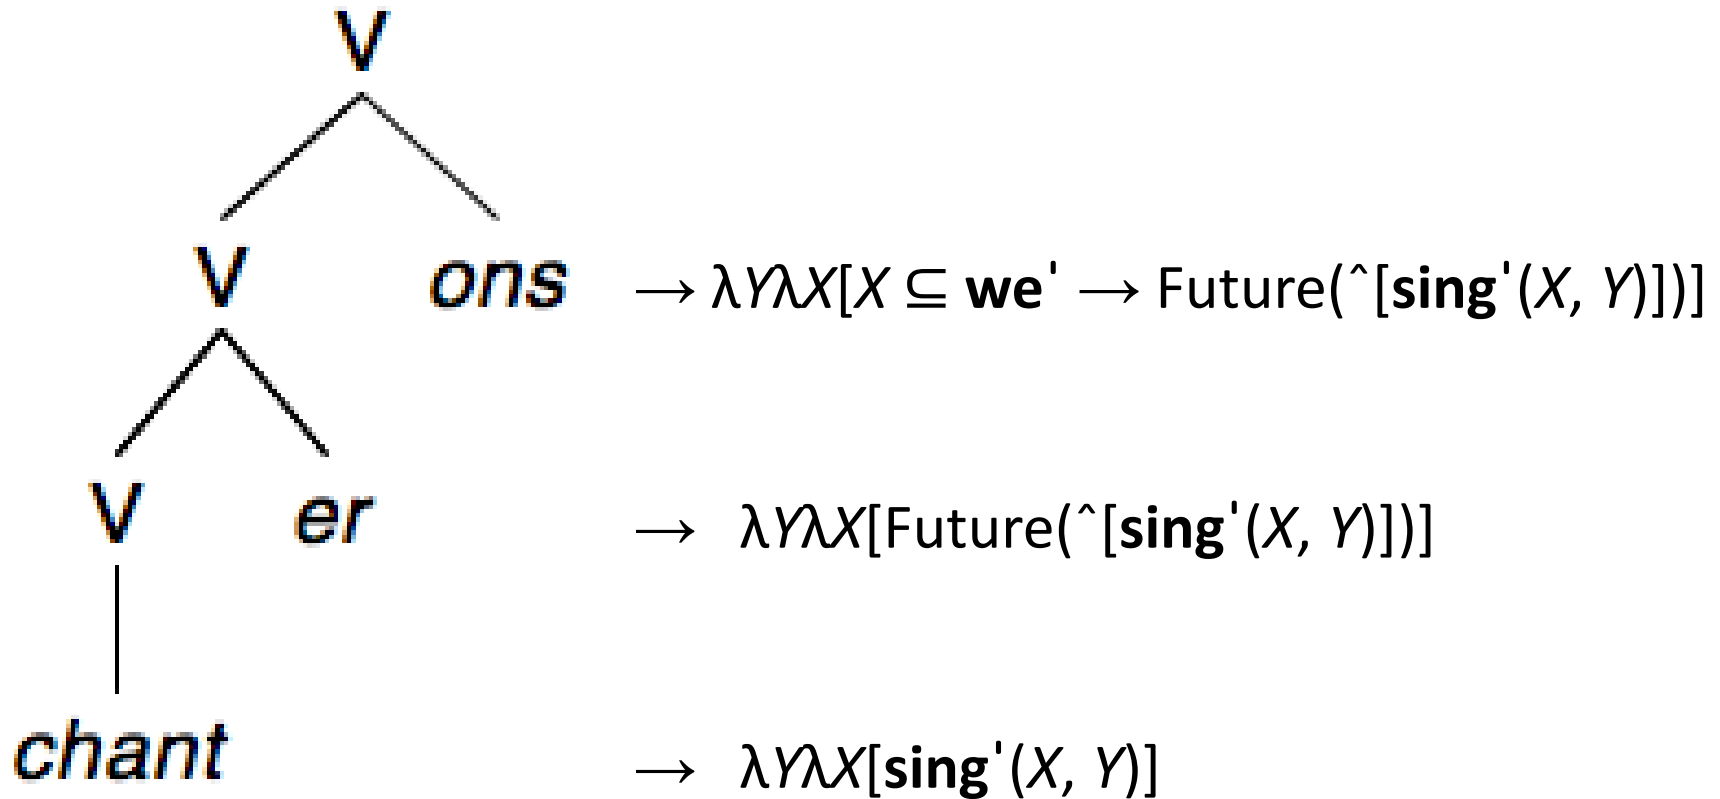 V
V ons → λYλX[X ⊆ we' → Future(ˆ[sing'(X, Y)])]
V er → λYλX[Future(ˆ[sing'(X, Y)])]
chant → λYλX[sing'(X, Y)]